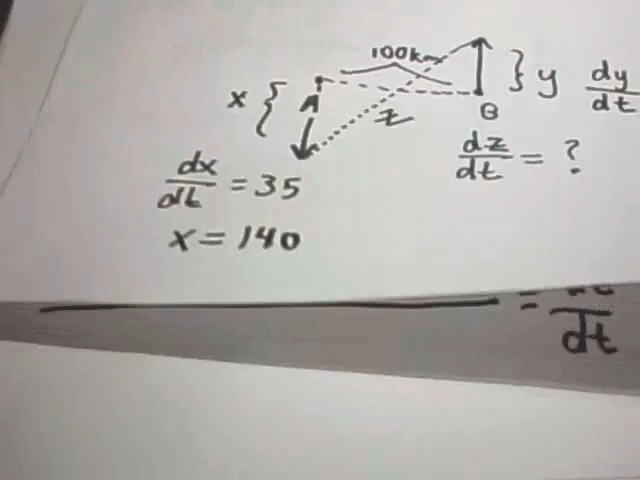 100km
x { A z } y dy/dt
B
dx/dt = 35
dz/dt = ?
x = 140
= dt